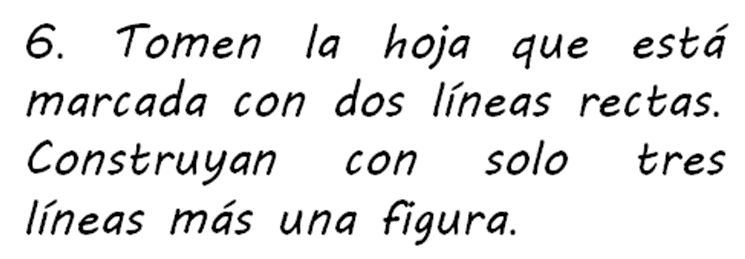 6. Tomen la hoja que está
marcada con dos líneas rectas.
Construyan con solo tres
líneas más una figura.